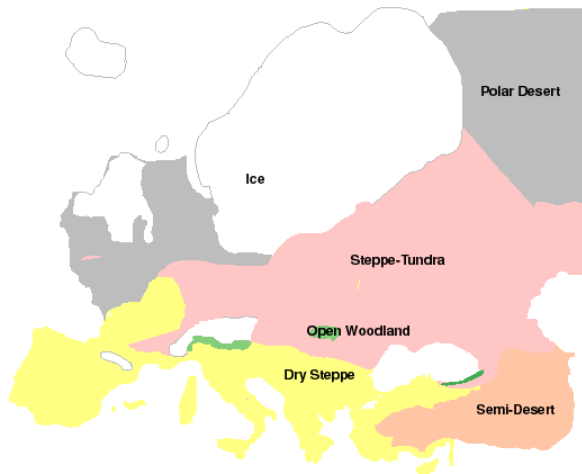 Polar Desert
Ice
Steppe-Tundra
Open Woodland
Dry Steppe
Semi-Desert